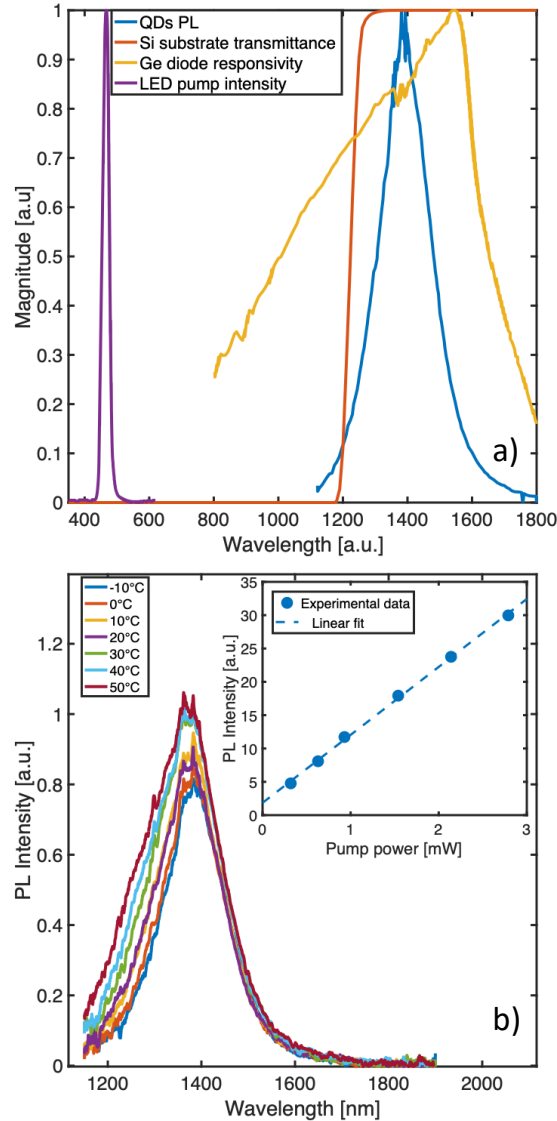 QDs PL
Si substrate transmittance
Ge diode responsivity
LED pump intensity
Magnitude [a.u]
1
0.9
0.8
0.7
0.6
0.5
0.4
0.3
0.2
0.1
0
a)
400 600 800 1000 1200 1400 1600 1800
Wavelength [a.u.]
-10°C
0°C
10°C
20°C
30°C
40°C
50°C
PL Intensity [a.u.]
1.2
1
0.8
0.6
0.4
0.2
0
Experimental data
Linear fit
PL Intensity [a.u.]
35
30
25
20
15
10
5
0
0 1 2 3
Pump power [mW]
b)
1200 1400 1600 1800 2000
Wavelength [nm]